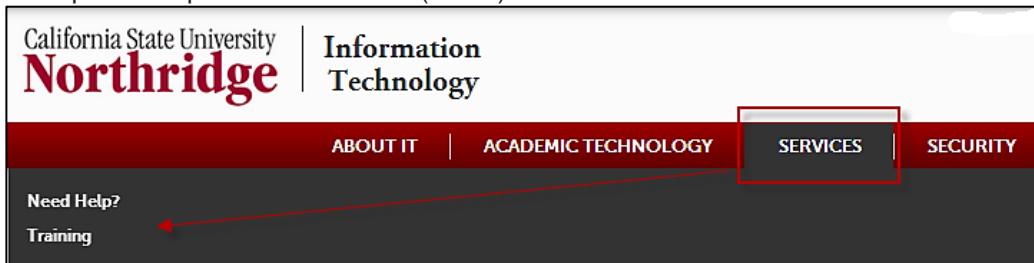 California State University
Northridge
Information
Technology
ABOUT IT
ACADEMIC TECHNOLOGY
SERVICES
SECURITY
Need Help?
Training